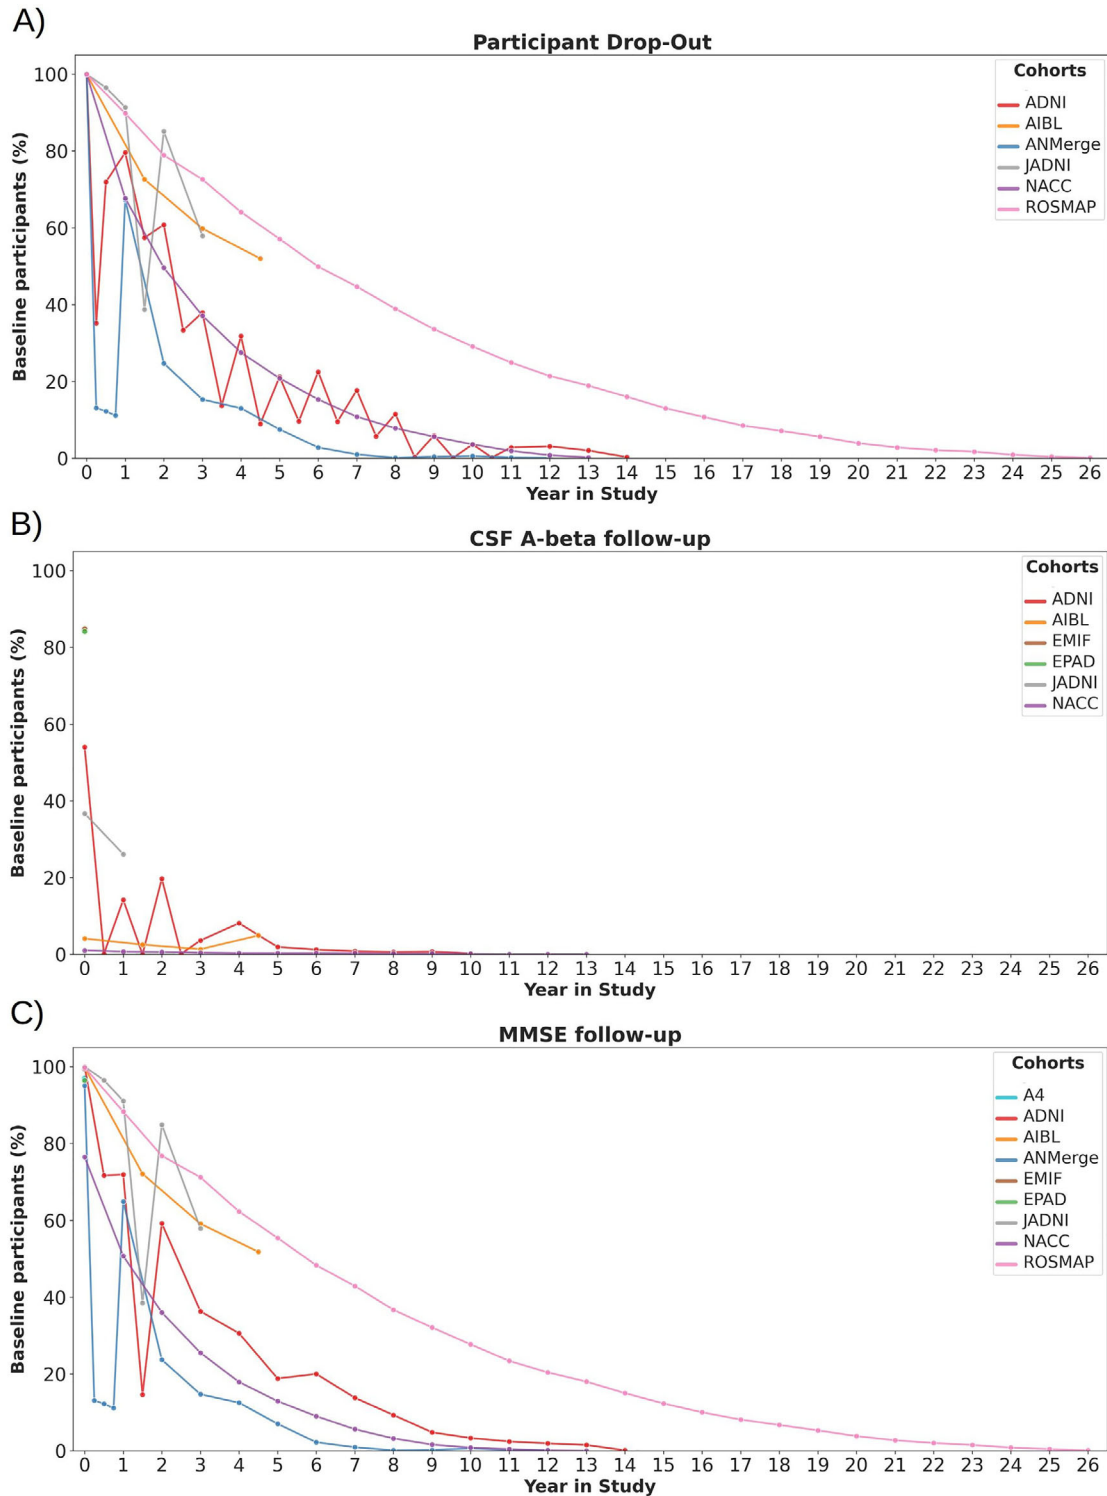 A)
Participant Drop-Out
Baseline participants (%)
100
80
60
40
20
0
0 1 2 3 4 5 6 7 8 9 10 11 12 13 14 15 16 17 18 19 20 21 22 23 24 25 26
Year in Study
Cohorts
ADNI
AIBL
ANMerge
JADNI
NACC
ROSMAP
B)
CSF A-beta follow-up
Baseline participants (%)
100
80
60
40
20
0
0 1 2 3 4 5 6 7 8 9 10 11 12 13 14 15 16 17 18 19 20 21 22 23 24 25 26
Year in Study
Cohorts
ADNI
AIBL
EMIF
EPAD
JADNI
NACC
C)
MMSE follow-up
Baseline participants (%)
100
80
60
40
20
0
0 1 2 3 4 5 6 7 8 9 10 11 12 13 14 15 16 17 18 19 20 21 22 23 24 25 26
Year in Study
Cohorts
A4
ADNI
AIBL
ANMerge
EMIF
EPAD
JADNI
NACC
ROSMAP